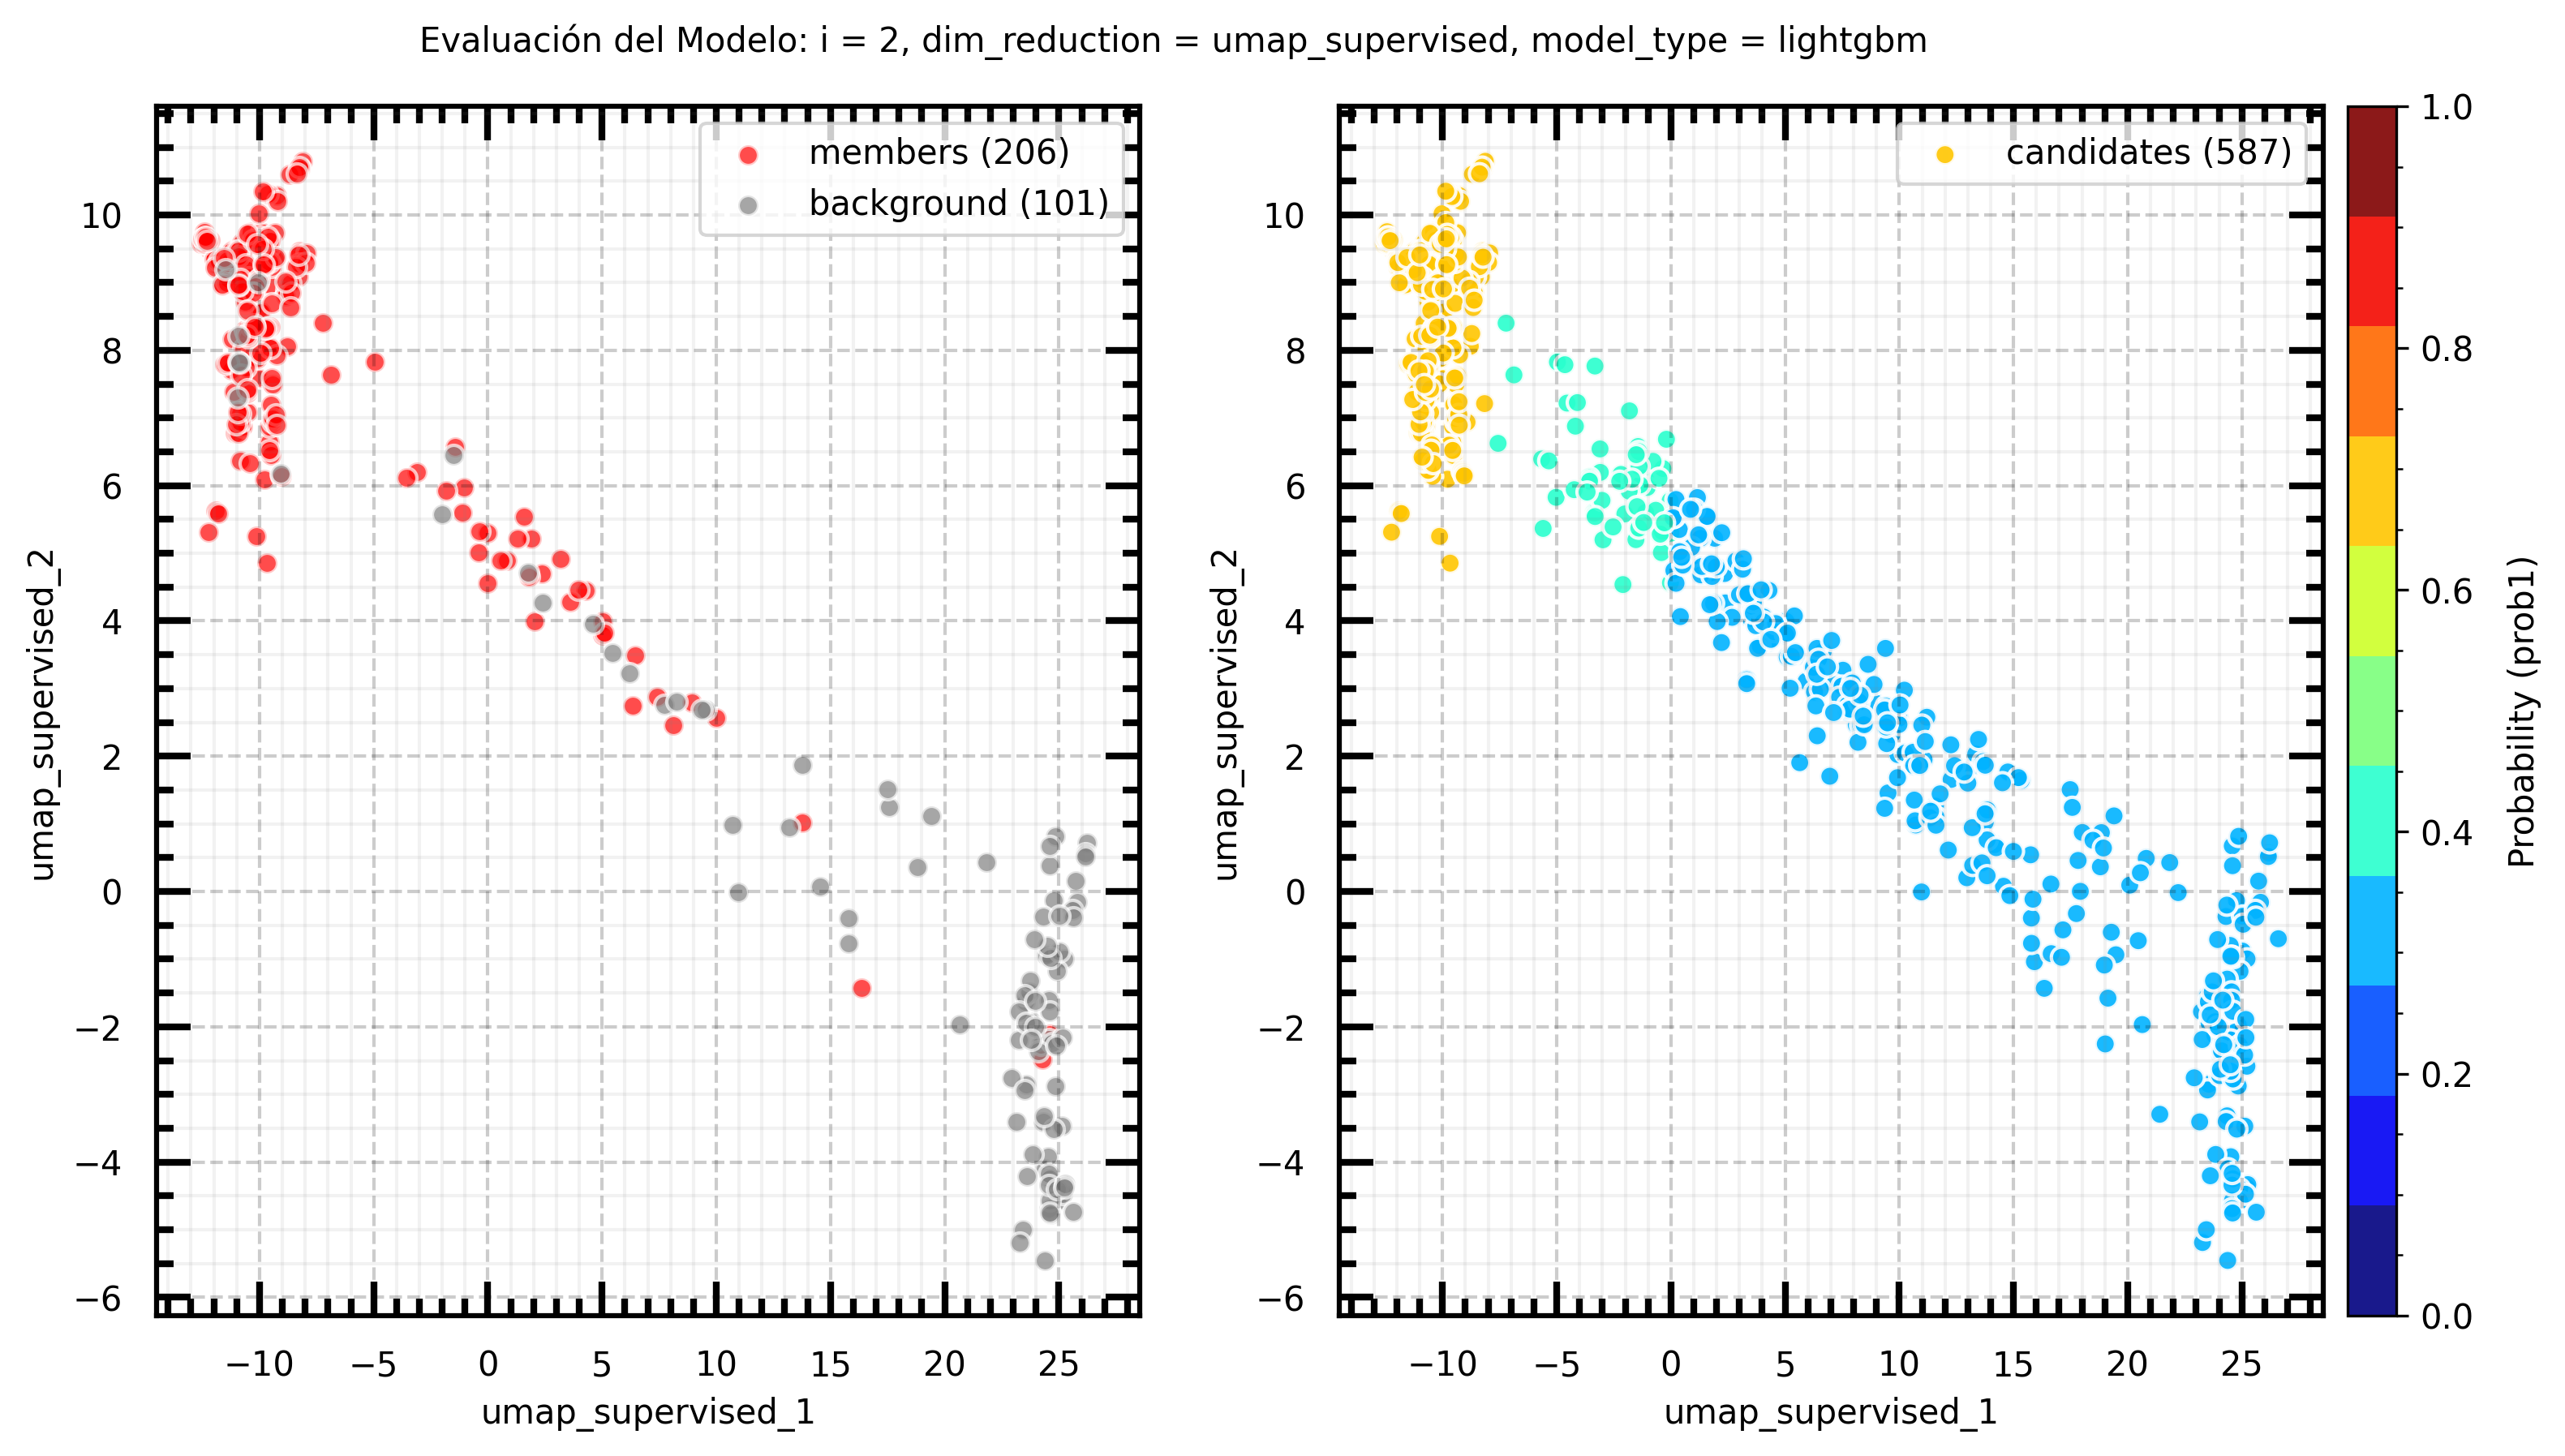 Evaluación del Modelo: i = 2, dim_reduction = umap_supervised, model_type = lightgbm
members (206)
background (101)
10
8
6
4
2
0
−2
−4
−6
umap_supervised_2
−10 −5 0 5 10 15 20 25
umap_supervised_1
candidates (587)
10
8
6
4
2
0
−2
−4
−6
umap_supervised_2
−10 −5 0 5 10 15 20 25
umap_supervised_1
1.0
0.8
0.6
0.4
0.2
0.0
Probability (prob1)